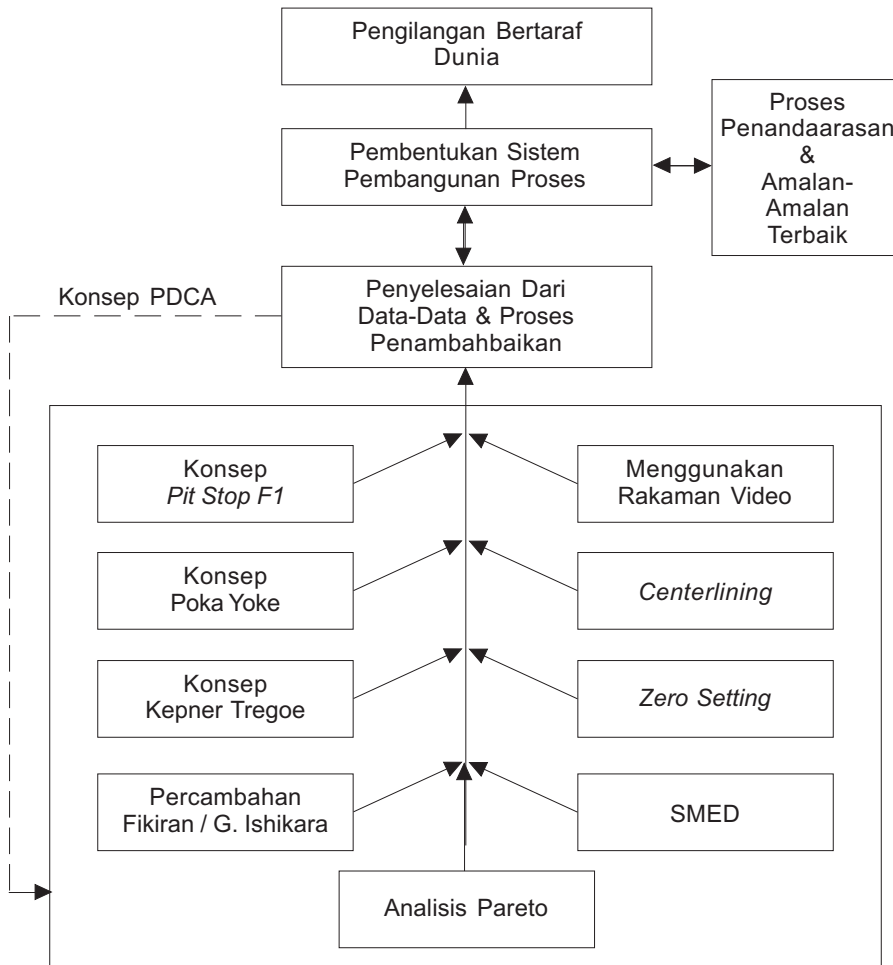 Pengilangan Bertaraf
Dunia
Proses
Penandaarasan
&
Amalan-
Amalan
Terbaik
Pembentukan Sistem
Pembangunan Proses
Konsep PDCA
Penyelesaian Dari
Data-Data & Proses
Penambahbaikan
Konsep
Pit Stop F1
Menggunakan
Rakaman Video
Konsep
Poka Yoke
Centerlining
Konsep
Kepner Tregoe
Zero Setting
Percambahan
Fikiran / G. Ishikara
SMED
Analisis Pareto